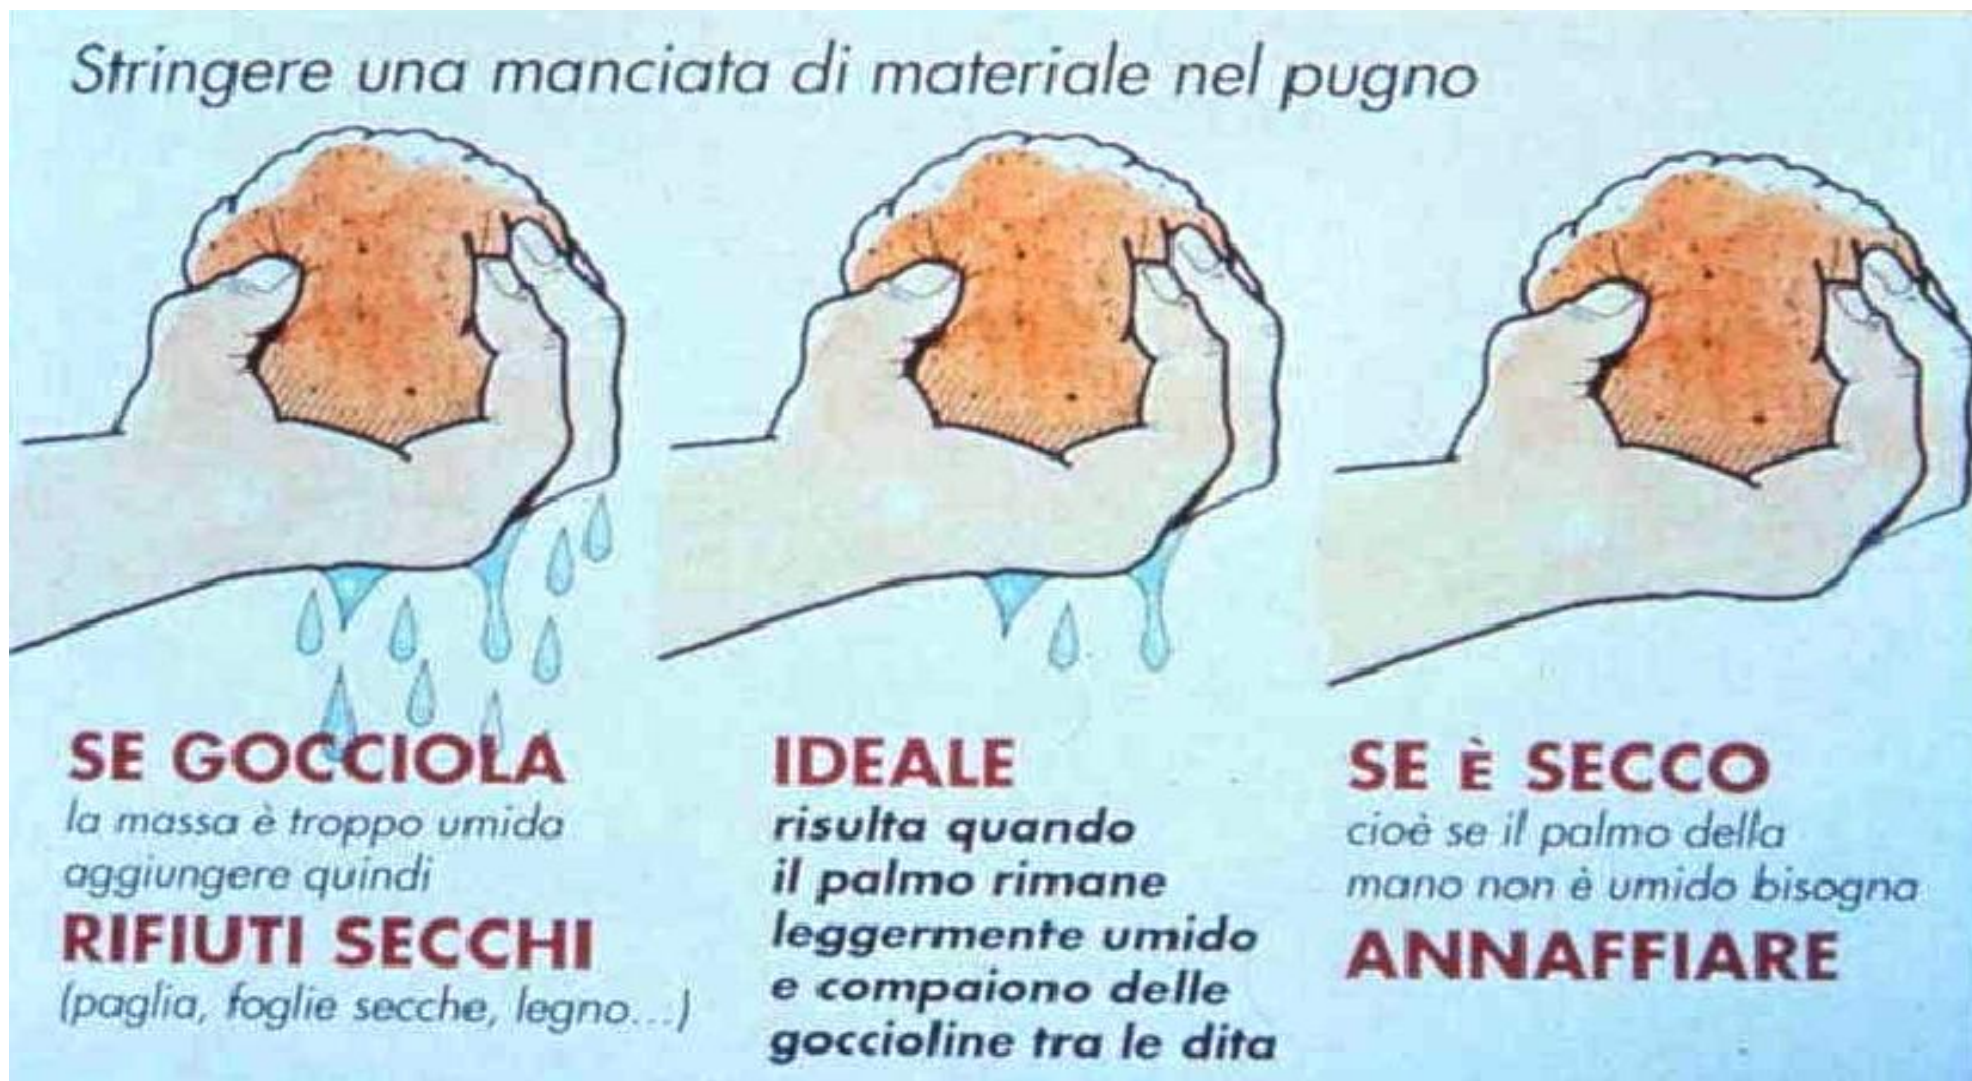 Stringere una manciata di materiale nel pugno
SE GOCCIOLA
la massa è troppo umida
aggiungere quindi
RIFIUTI SECCHI
(paglia, foglie secche, legno...)
IDEALE
risulta quando
il palmo rimane
leggermente umido
e compaiono delle
goccioline tra le dita
SE È SECCO
cioè se il palmo della
mano non è umido bisogna
ANNAFFIARE